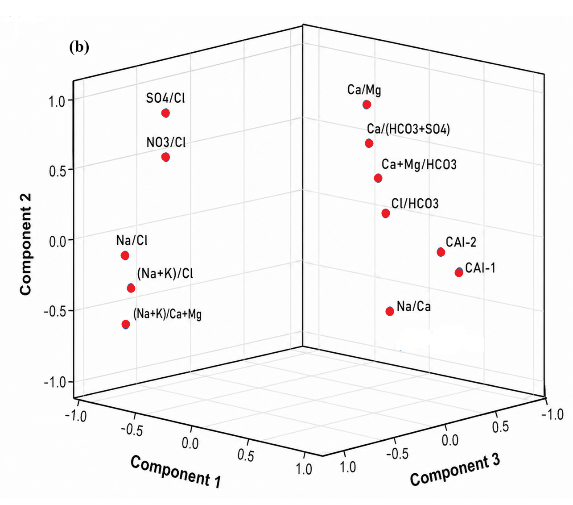 (b)
SO4/Cl
NO3/Cl
Na/Cl
(Na+K)/Cl
(Na+K)/Ca+Mg
Ca/Mg
Ca/(HCO3+SO4)
Ca+Mg/HCO3
Cl/HCO3
CAI-2
CAI-1
Na/Ca
Component 2
1.0
0.5
0.0
-0.5
-1.0
-1.0
-0.5
0.0
0.5
1.0
Component 1
1.0
-0.5
0.0
0.5
-1.0
Component 3